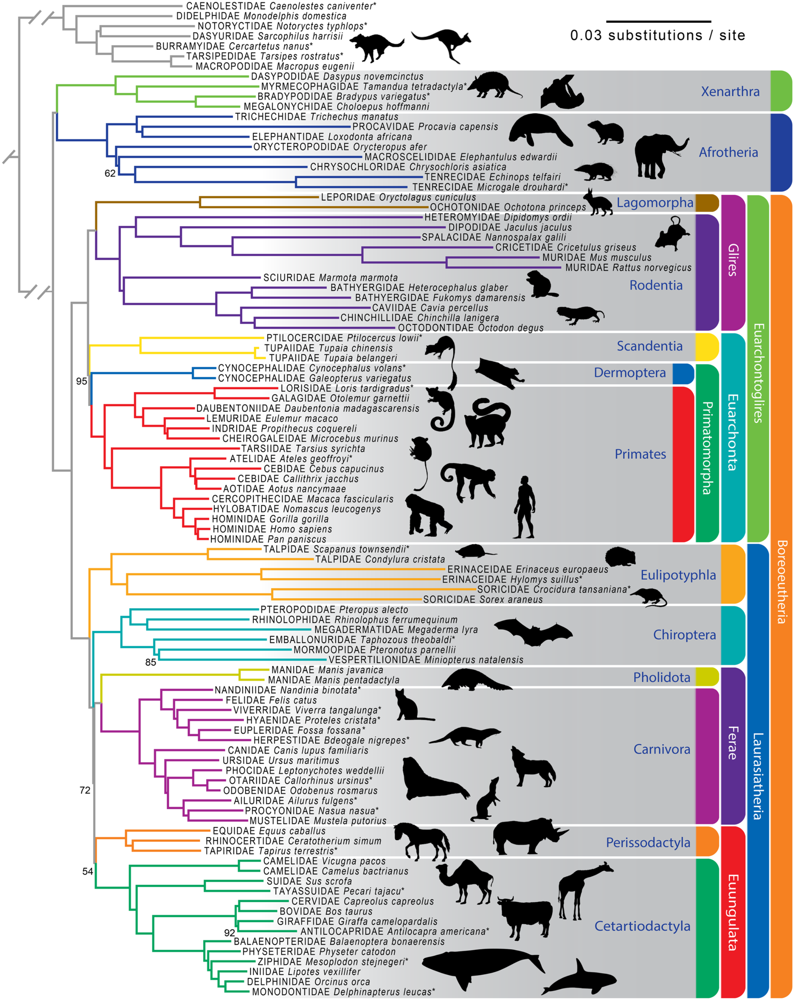 CAENOLESTIDAE Caenolestes caniventer*
DIDELPHIDAE Monodelphis domestica
NOTORYCTIDAE Notoryctes typhlops*
DASYURIDAE Sarcophilus harrisii
0.03 substitutions / site
BURRAMYIDAE Cercartetus nanus*
TARSIPEDIDAE Tarsipes rostratus*
MACROPODIDAE Macropus eugenii
DASYPODIDAE Dasypus novemcinctus
MYRMECOPHAGIDAE Tamandua tetradactyla*
Xenarthra
BRADYPODIDAE Bradypus variegatus*
MEGALONYCHIDAE Choloepus hoffmanni
TRICHECHIDAE Trichechus manatus
PROCAVIDAE Procavia capensis
ELEPHANTIDAE Loxodonta africana
ORYCTEROPODIDAE Orycteropus afer
Afrotheria
MACROSCELIDIDAE Elephantulus edwardii
CHRYSOCHLORIDAE Chrysochloris asiatica
62
TENRECIDAE Echinops telfairi
TENRECIDAE Microgale drouhardi*
LEPORIDAE Oryctolagus cuniculus
Lagomorpha
OCHOTONIDAE Ochotona princeps
HETEROMYIDAE Dipidomys ordii
DIPODIDAE Jaculus jaculus
SPALACIDAE Nannospalax galili
CRICETIDAE Cricetulus griseus
MURIDAE Mus musculus
Glires
MURIDAE Rattus norvegicus
SCIURIDAE Marmota marmota
Rodentia
BATHYERGIDAE Heterocephalus glaber
BATHYERGIDAE Fukomys damarensis
CAVIIDAE Cavia percellus
CHINCHILLIDAE Chinchilla lanigera
OCTODONTIDAE Octodon degus
PTILOCERCIDAE Ptilocercus lowii*
Scandentia
TUPAIIDAE Tupaia chinensis
TUPAIIDAE Tupaia belangeri
CYNOCEPHALIDAE Cynocephalus volans*
Dermoptera
Euarchontoglires
CYNOCEPHALIDAE Galeopterus variegatus
95
LORISIDAE Loris tardigradus*
GALAGIDAE Otolemur garnettii
DAUBENTONIIDAE Daubentonia madagascarensis
LEMURIDAE Eulemur macaco
INDRIDAE Propithecus coquereli
Euarchonta
CHEIROGALEIDAE Microcebus murinus
TARSIIDAE Tarsius syrichta
Primatomorpha
Primates
ATELIDAE Ateles geoffroyi*
CEBIDAE Cebus capucinus
CEBIDAE Callithrix jacchus
AOTIDAE Aotus nancymaae
CERCOPITHECIDAE Macaca fascicularis
HYLOBATIDAE Nomascus leucogenys
HOMINIDAE Gorilla gorilla
HOMINIDAE Homo sapiens
HOMINIDAE Pan paniscus
TALPIDAE Scapanus townsendii*
TALPIDAE Condylura cristata
ERINACEIDAE Erinaceus europaeus
Eulipotyphla
Boreoeutheria
ERINACEIDAE Hylomys suillus*
SORICIDAE Crocidura tansaniana*
SORICIDAE Sorex araneus
PTEROPODIDAE Pteropus alecto
RHINOLOPHIDAE Rhinolophus ferrumequinum
MEGADERMATIDAE Megaderma lyra
Chiroptera
EMBALLONURIDAE Taphozous theobaldi*
MORMOOPIDAE Pteronotus parnellii
VESPERTILIONIDAE Miniopterus natalensis
85
MANIDAE Manis javanica
Pholidota
MANIDAE Manis pentadactyla
NANDINIIDAE Nandinia binotata*
FELIDAE Felis catus
VIVERRIDAE Viverra tangalunga*
HYAENIDAE Proteles cristata*
EUPLERIDAE Fossa fossana*
HERPESTIDAE Bdeogale nigrepes*
Ferae
Carnivora
CANIDAE Canis lupus familiaris
URSIDAE Ursus maritimus
PHOCIDAE Leptonychotes weddellii
Laurasiatheria
OTARIIDAE Callorhinus ursinus*
72
ODOBENIDAE Odobenus rosmarus
AILURIDAE Ailurus fulgens*
PROCYONIDAE Nasua nasua*
MUSTELIDAE Mustela putorius
EQUIDAE Equus caballus
RHINOCERTIDAE Ceratotherium simum
Perissodactyla
TAPIRIDAE Tapirus terrestris*
CAMELIDAE Vicugna pacos
54
CAMELIDAE Camelus bactrianus
SUIDAE Sus scrofa
TAYASSUIDAE Pecari tajacu*
CERVIDAE Capreolus capreolus
BOVIDAE Bos taurus
Euungulata
GIRAFFIDAE Giraffa camelopardalis
Cetartiodactyla
92
ANTILOCAPRIDAE Antilocapra americana*
BALAENOPTERIDAE Balaenoptera bonaerensis
PHYSETERIDAE Physeter catodon
ZIPHIDAE Mesoplodon stejnegeri*
INIIDAE Lipotes vexillifer
DELPHINIDAE Orcinus orca
MONODONTIDAE Delphinapterus leucas*